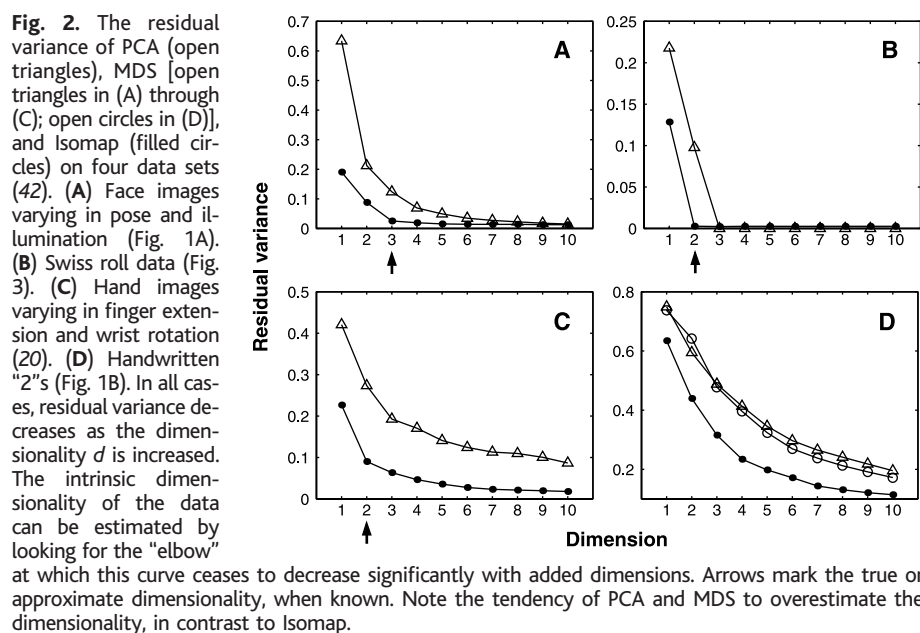 Fig. 2. The residual
variance of PCA (open
triangles), MDS [open
triangles in (A) through
(C); open circles in (D)],
and Isomap (filled cir-
cles) on four data sets
(42). (A) Face images
varying in pose and il-
lumination (Fig. 1A).
(B) Swiss roll data (Fig.
3). (C) Hand images
varying in finger exten-
sion and wrist rotation
(20). (D) Handwritten
"2"s (Fig. 1B). In all cas-
es, residual variance de-
creases as the dimen-
sionality d is increased.
The intrinsic dimen-
sionality of the data
can be estimated by
looking for the "elbow"
at which this curve ceases to decrease significantly with added dimensions. Arrows mark the true or
approximate dimensionality, when known. Note the tendency of PCA and MDS to overestimate the
dimensionality, in contrast to Isomap.
Residual variance
A
0.7
0.6
0.5
0.4
0.3
0.2
0.1
0
1 2 3 4 5 6 7 8 9 10
B
0.25
0.2
0.15
0.1
0.05
0
1 2 3 4 5 6 7 8 9 10
C
0.5
0.4
0.3
0.2
0.1
0
1 2 3 4 5 6 7 8 9 10
D
0.8
0.6
0.4
0.2
1 2 3 4 5 6 7 8 9 10
Dimension